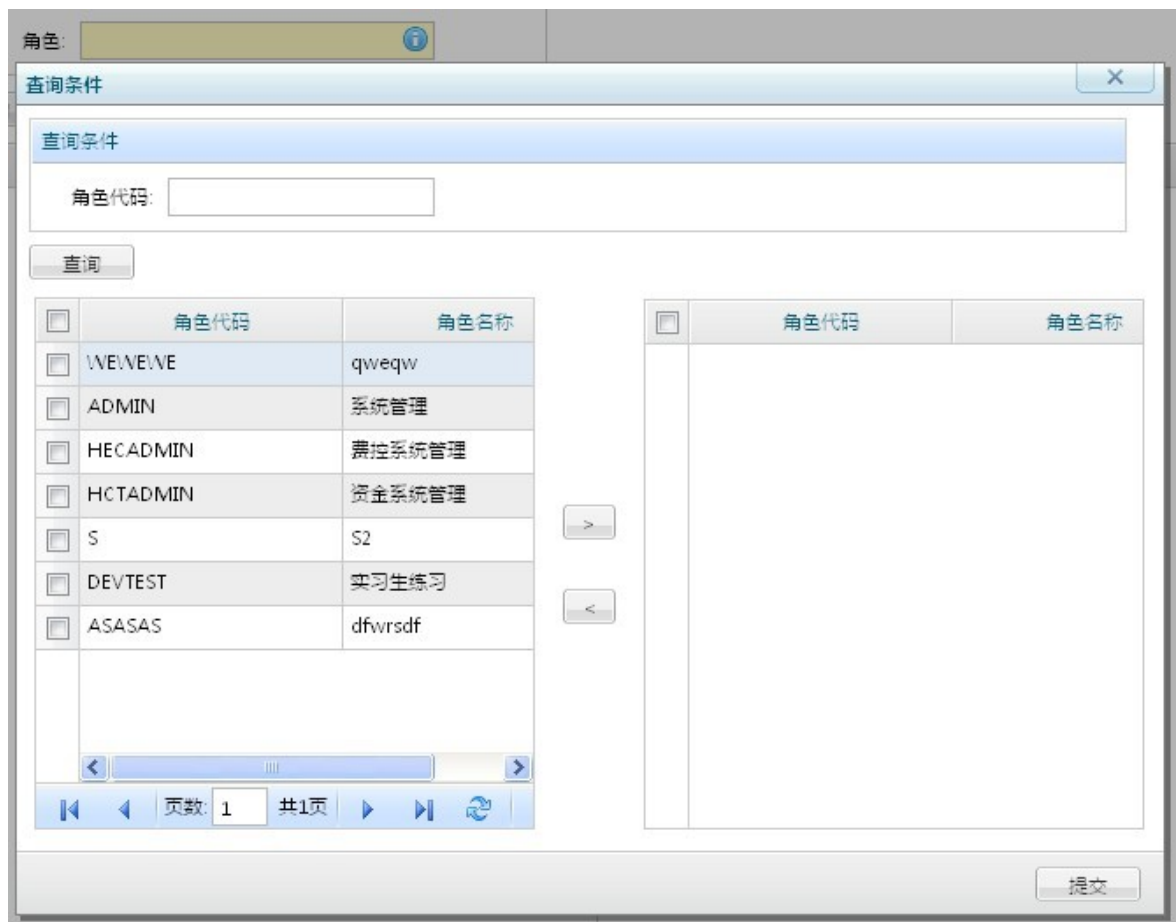 角色:
查询条件
查询条件
角色代码:
查询
角色代码 角色名称
WEWEWE qweqw
ADMIN 系统管理
HECADMIN 费控系统管理
HCTADMIN 资金系统管理
S S2
DEVTEST 实习生练习
ASASAS dfwrsdf
页数: 1 共1页
>
<
角色代码 角色名称
提交